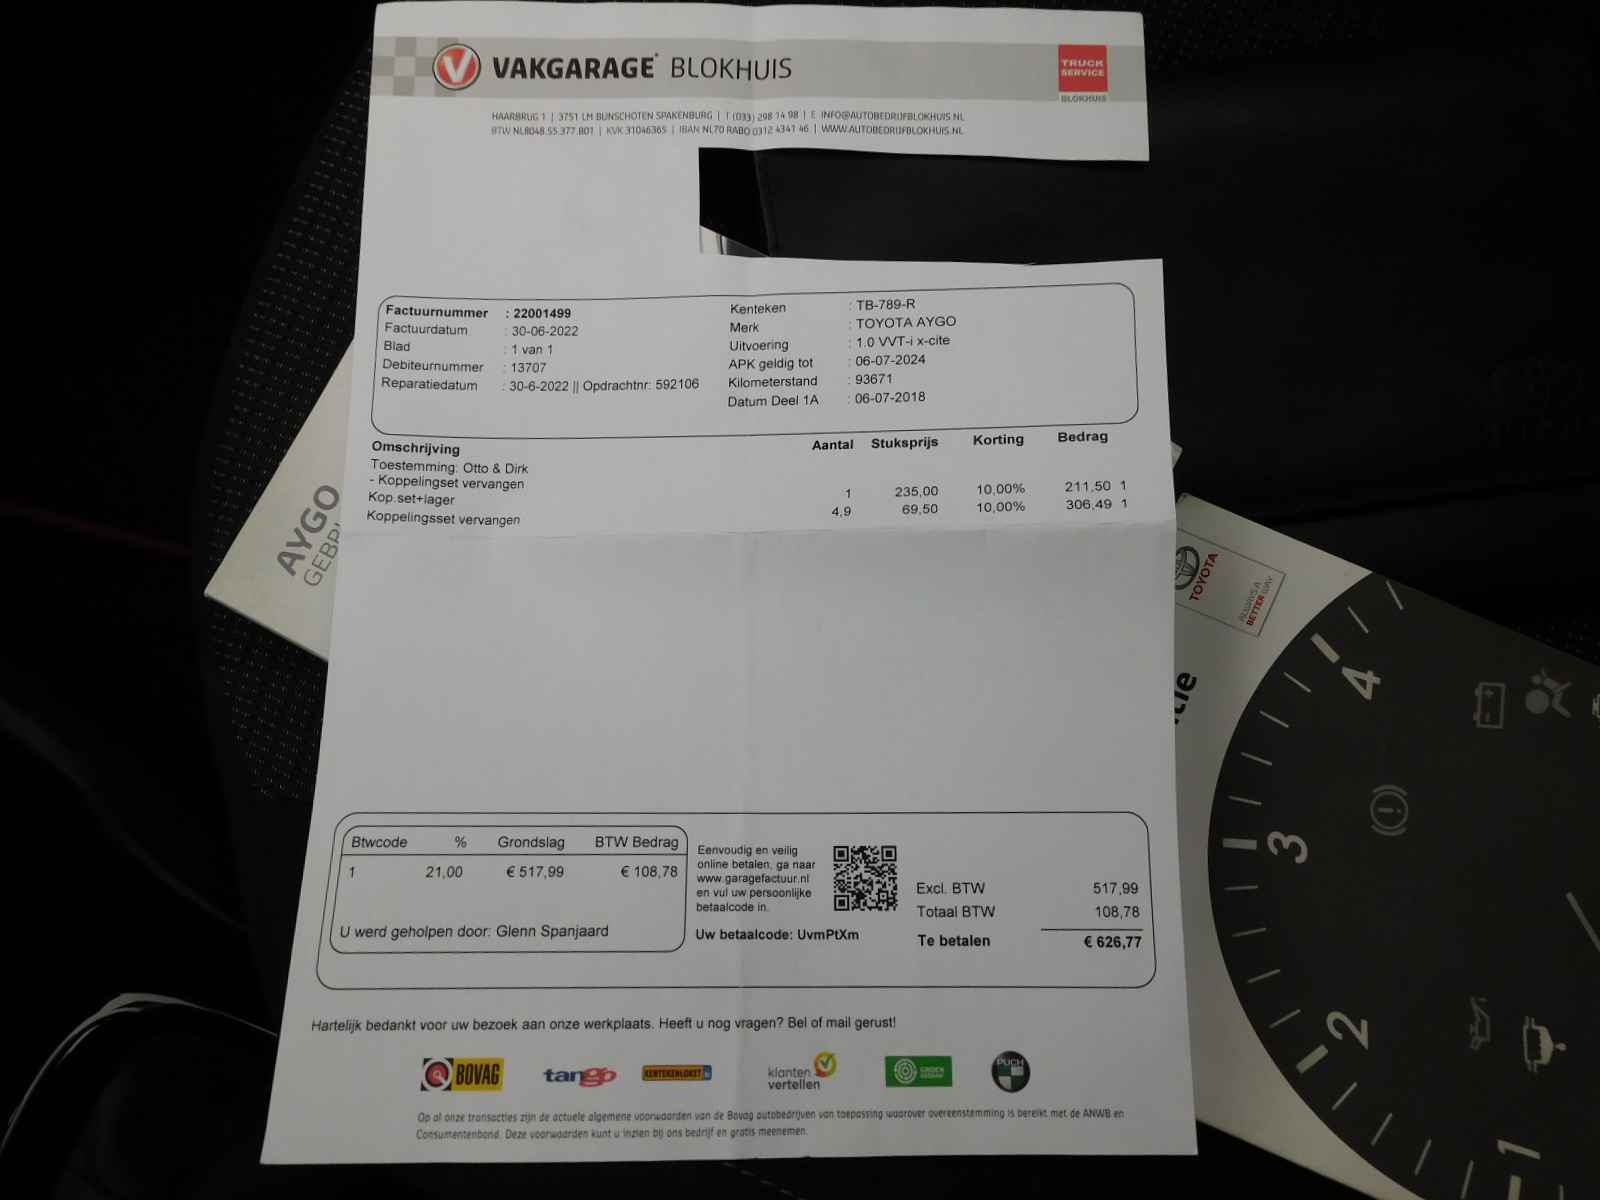 VAKGARAGE BLOKHUIS
TRUCK
SERVICE
BLOKHUIS
HAARBRUG 1 | 3751 LM BUNSCHOTEN SPAKENBURG | T (033) 298 14 98 | E INFO@AUTOBEDRIJFBLOKHUIS.NL
BTW NL8048.55.377.B01 | KVK 31046365 | IBAN NL70 RABO 0312 4341 46 | WWW.AUTOBEDRIJFBLOKHUIS.NL
Factuurnummer : 22001499
Factuurdatum : 30-06-2022
Blad : 1 van 1
Debiteurnummer : 13707
Reparatiedatum : 30-6-2022 || Opdrachtnr: 592106
Kenteken : TB-789-R
Merk : TOYOTA AYGO
Uitvoering : 1.0 VVT-i x-cite
APK geldig tot : 06-07-2024
Kilometerstand : 93671
Datum Deel 1A : 06-07-2018
Omschrijving Aantal Stuksprijs Korting Bedrag
Toestemming: Otto & Dirk
- Koppelingset vervangen
Kop.set+lager 1 235,00 10,00% 211,50 1
Koppelingsset vervangen 4,9 69,50 10,00% 306,49 1
AYGO
GEBR
TOYOTA
ALWAYS A
BETTER WAY
tie
4
3
2
1
Btwcode % Grondslag BTW Bedrag
1 21,00 € 517,99 € 108,78
U werd geholpen door: Glenn Spanjaard
Eenvoudig en veilig
online betalen, ga naar
www.garagefactuur.nl
en vul uw persoonlijke
betaalcode in.
Uw betaalcode: UvmPtXm
Excl. BTW 517,99
Totaal BTW 108,78
Te betalen € 626,77
Hartelijk bedankt voor uw bezoek aan onze werkplaats. Heeft u nog vragen? Bel of mail gerust!
BOVAG
tango
KENTEKENLOKET
klanten
vertellen
GROEN
GEDAAN
PUCH
Op al onze transacties zijn de actuele algemene voorwaarden van de Bovag autobedrijven van toepassing waarover overeenstemming is bereikt met de ANWB en
Consumentenbond. Deze voorwaarden kunt u inzien bij ons bedrijf en gratis meenemen.